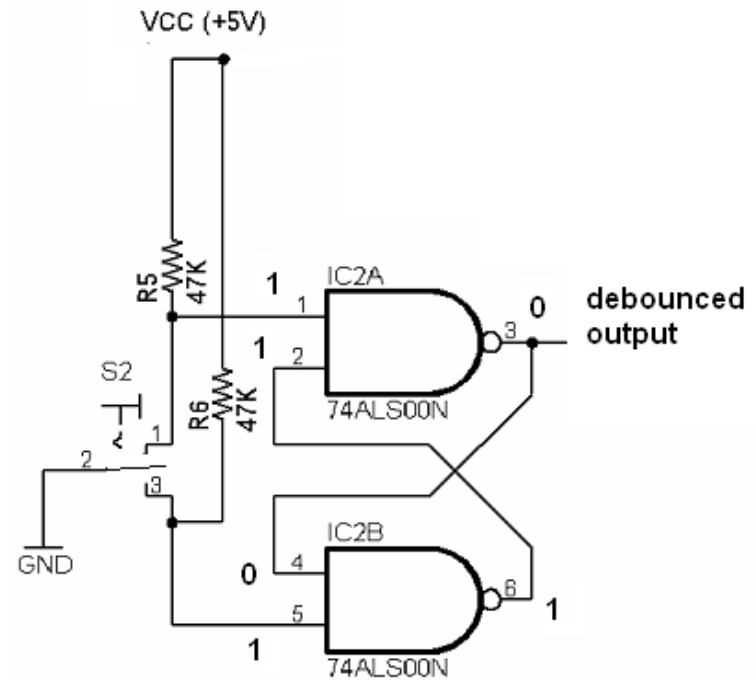 VCC (+5V)
R5
47K
R6
47K
S2
1
2
3
GND
IC2A
1
1
1
2
3
0
debounced
output
74ALS00N
IC2B
0
4
1
5
6
1
74ALS00N